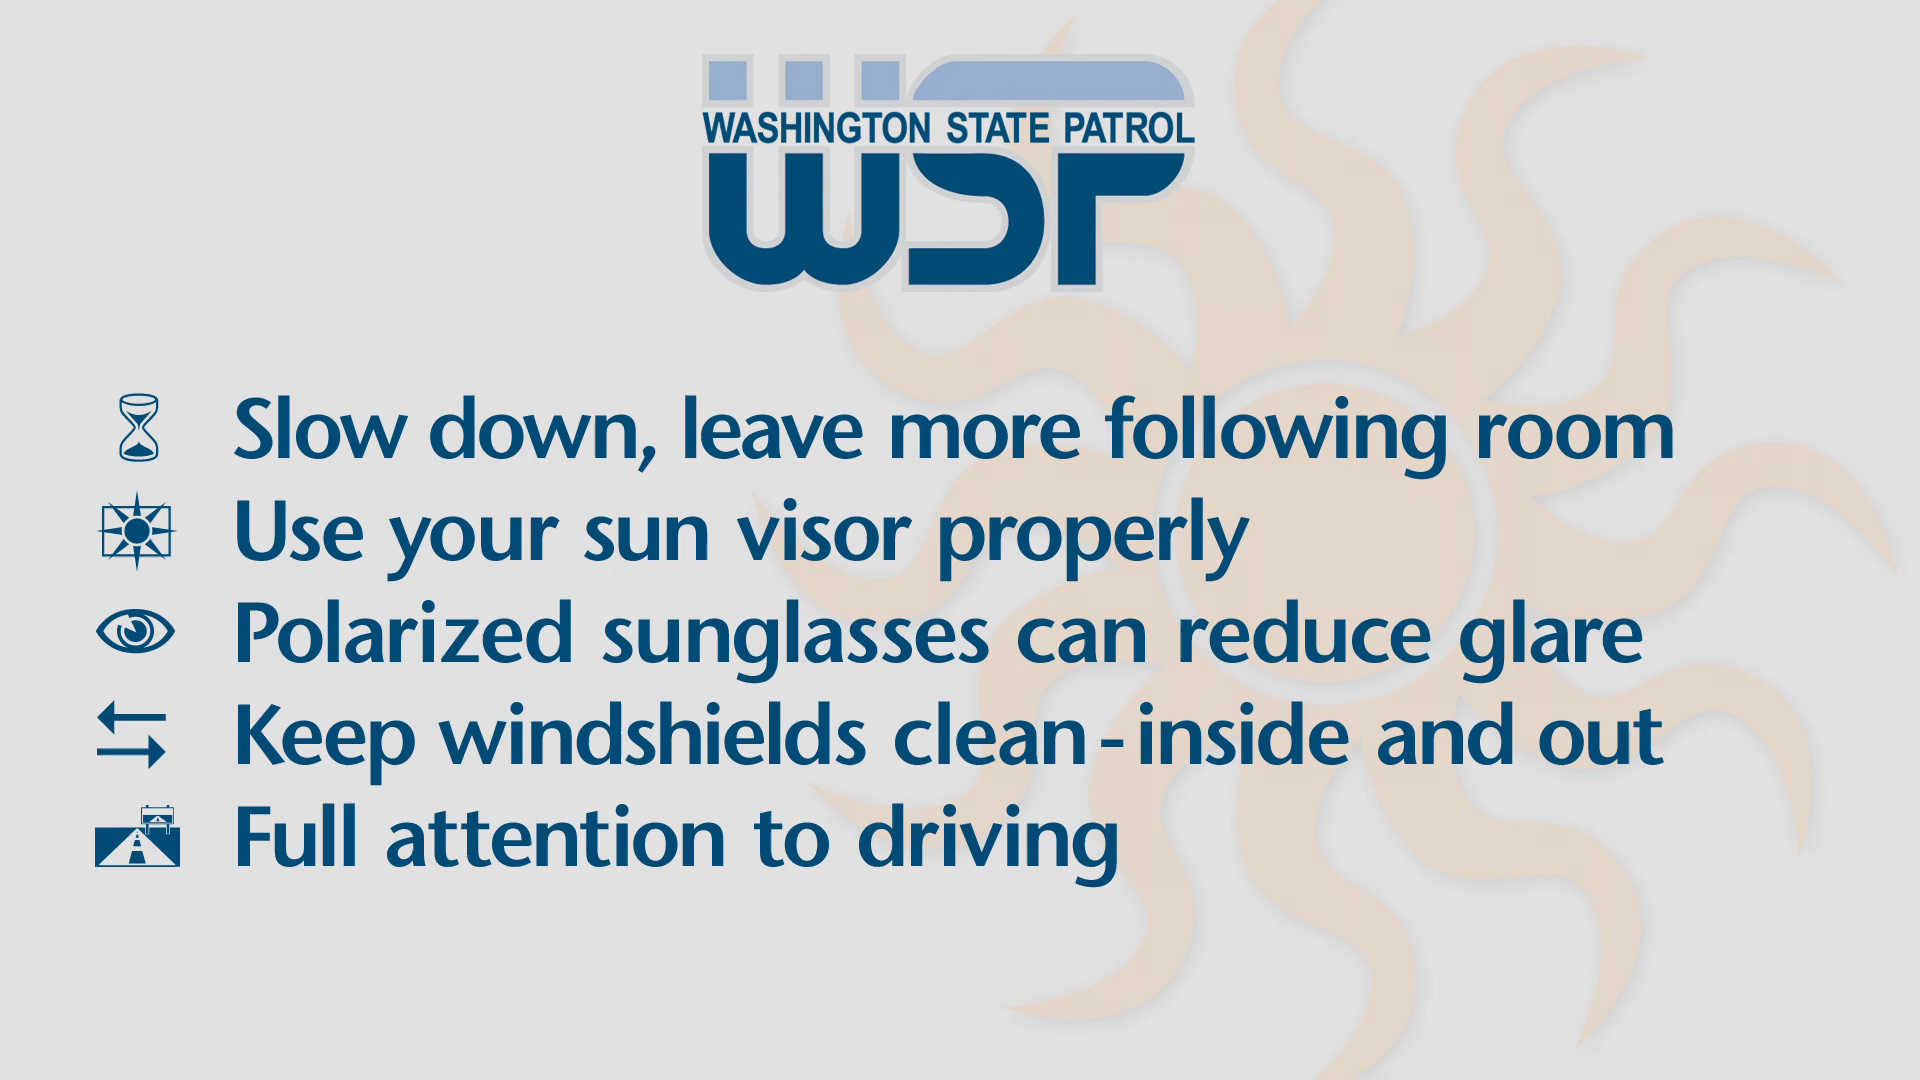 WASHINGTON STATE PATROL
WSP
Slow down, leave more following room
Use your sun visor properly
Polarized sunglasses can reduce glare
Keep windshields clean - inside and out
Full attention to driving